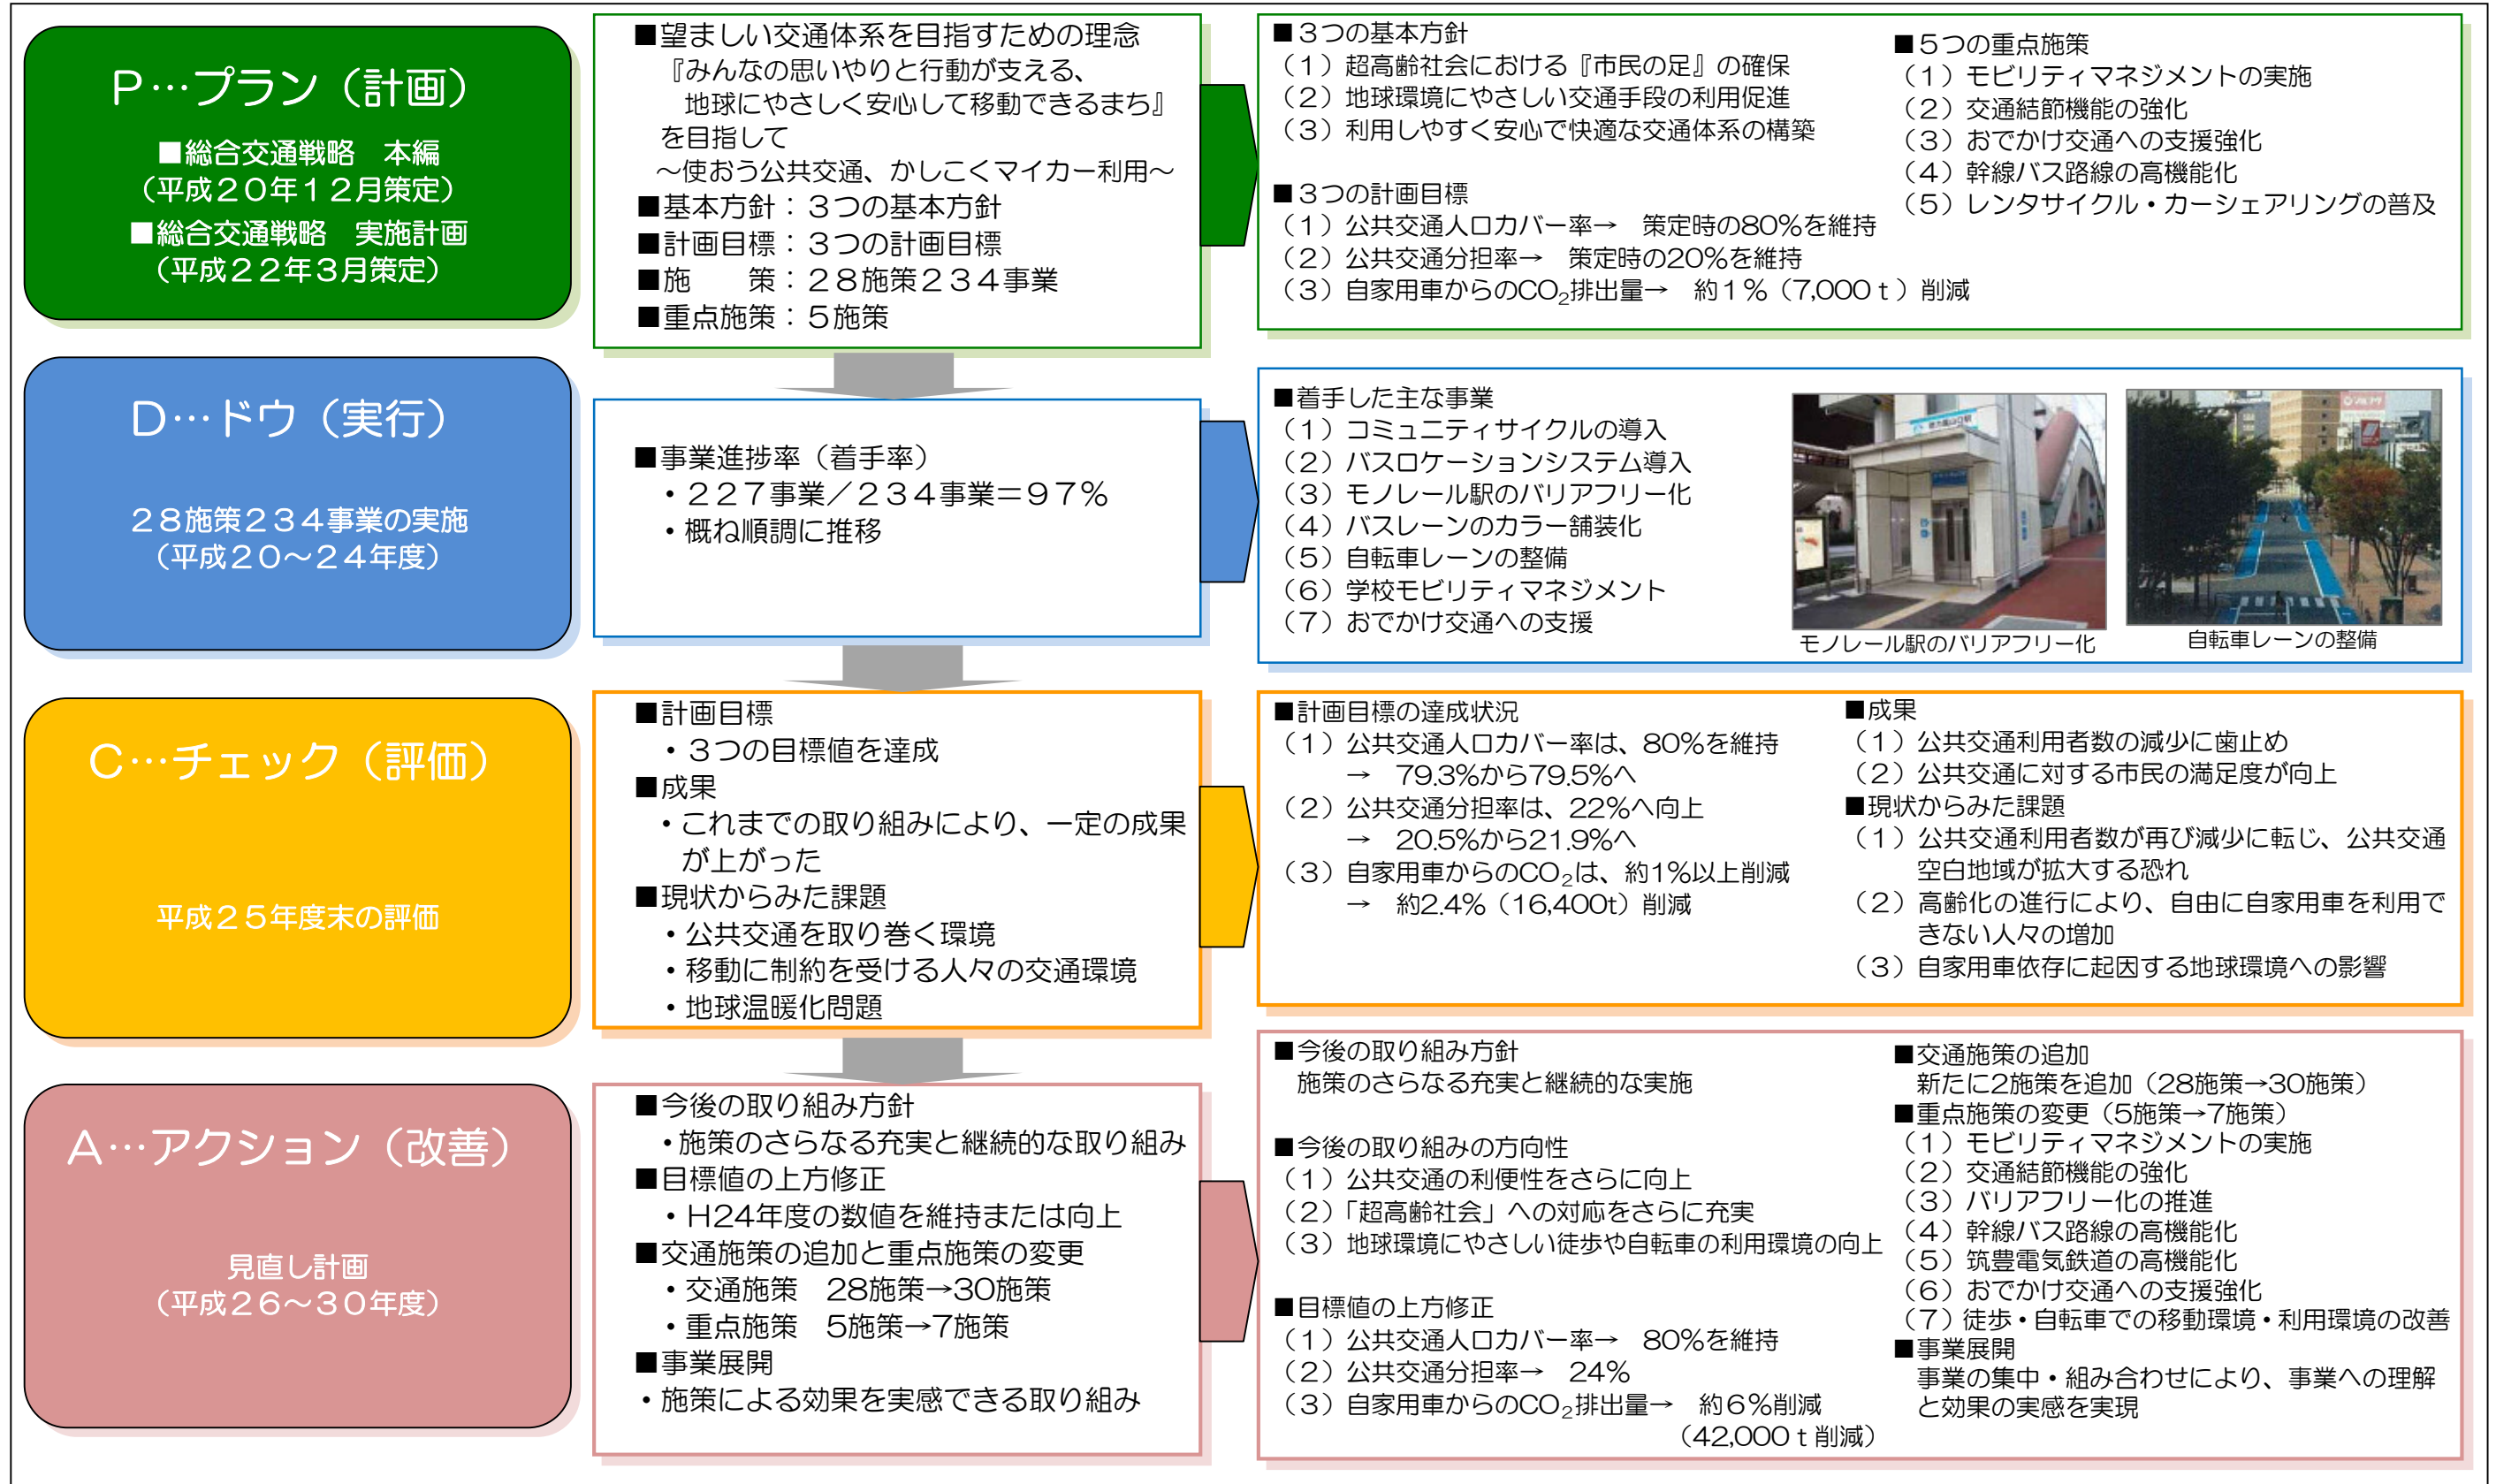 P…プラン（計画）
■総合交通戦略　本編
（平成２０年１２月策定）
■総合交通戦略　実施計画
（平成２２年３月策定）
■望ましい交通体系を目指すための理念
『みんなの思いやりと行動が支える、
地球にやさしく安心して移動できるまち』
を目指して
～使おう公共交通、かしこくマイカー利用～
■基本方針：３つの基本方針
■計画目標：３つの計画目標
■施　　策：２８施策２３４事業
■重点施策：５施策
■３つの基本方針
（１）超高齢社会における『市民の足』の確保
（２）地球環境にやさしい交通手段の利用促進
（３）利用しやすく安心で快適な交通体系の構築
■３つの計画目標
（１）公共交通人口カバー率→　策定時の80％を維持
（２）公共交通分担率→　策定時の20％を維持
（３）自家用車からのCO₂排出量→　約１％（7,000ｔ）削減
■５つの重点施策
（１）モビリティマネジメントの実施
（２）交通結節機能の強化
（３）おでかけ交通への支援強化
（４）幹線バス路線の高機能化
（５）レンタサイクル・カーシェアリングの普及
D…ドウ（実行）
２８施策２３４事業の実施
（平成２０～２４年度）
■事業進捗率（着手率）
・２２７事業／２３４事業＝９７％
・概ね順調に推移
■着手した主な事業
（１）コミュニティサイクルの導入
（２）バスロケーションシステム導入
（３）モノレール駅のバリアフリー化
（４）バスレーンのカラー舗装化
（５）自転車レーンの整備
（６）学校モビリティマネジメント
（７）おでかけ交通への支援
モノレール駅のバリアフリー化
自転車レーンの整備
C…チェック（評価）
平成２５年度末の評価
■計画目標
・３つの目標値を達成
■成果
・これまでの取り組みにより、一定の成果
が上がった
■現状からみた課題
・公共交通を取り巻く環境
・移動に制約を受ける人々の交通環境
・地球温暖化問題
■計画目標の達成状況
（１）公共交通人口カバー率は、80％を維持
→　79.3%から79.5%へ
（２）公共交通分担率は、22％へ向上
→　20.5%から21.9%へ
（３）自家用車からのCO₂は、約1％以上削減
→　約2.4%（16,400t）削減
■成果
（１）公共交通利用者数の減少に歯止め
（２）公共交通に対する市民の満足度が向上
■現状からみた課題
（１）公共交通利用者数が再び減少に転じ、公共交通
空白地域が拡大する恐れ
（２）高齢化の進行により、自由に自家用車を利用で
きない人々の増加
（３）自家用車依存に起因する地球環境への影響
A…アクション（改善）
見直し計画
（平成２６～３０年度）
■今後の取り組み方針
・施策のさらなる充実と継続的な取り組み
■目標値の上方修正
・H24年度の数値を維持または向上
■交通施策の追加と重点施策の変更
・交通施策　28施策→30施策
・重点施策　5施策→7施策
■事業展開
・施策による効果を実感できる取り組み
■今後の取り組み方針
施策のさらなる充実と継続的な実施
■今後の取り組みの方向性
（１）公共交通の利便性をさらに向上
（２）「超高齢社会」への対応をさらに充実
（３）地球環境にやさしい徒歩や自転車の利用環境の向上
■目標値の上方修正
（１）公共交通人口カバー率→　80％を維持
（２）公共交通分担率→　24％
（３）自家用車からのCO₂排出量→　約６％削減
（42,000ｔ削減）
■交通施策の追加
新たに2施策を追加（28施策→30施策）
■重点施策の変更（5施策→7施策）
（１）モビリティマネジメントの実施
（２）交通結節機能の強化
（３）バリアフリー化の推進
（４）幹線バス路線の高機能化
（５）筑豊電気鉄道の高機能化
（６）おでかけ交通への支援強化
（７）徒歩・自転車での移動環境・利用環境の改善
■事業展開
事業の集中・組み合わせにより、事業への理解
と効果の実感を実現